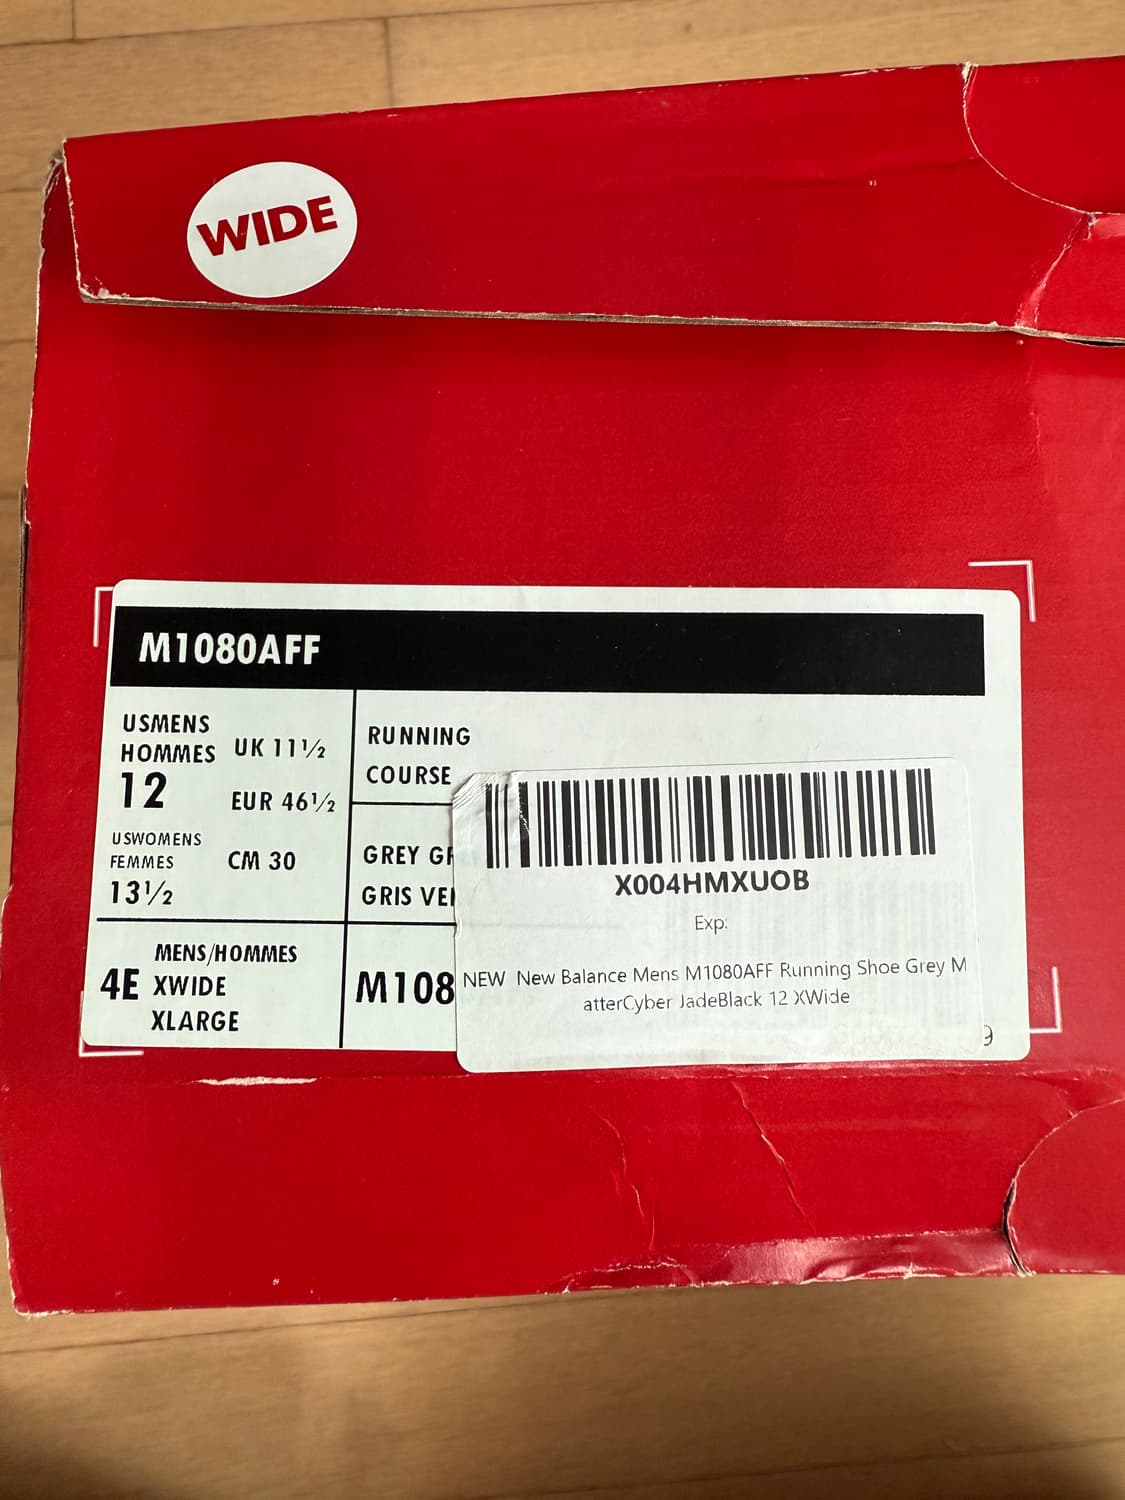 WIDE
M1080AFF
USMENS
HOMMES
12
UK 11½
EUR 46½
USWOMENS
FEMMES
13½
CM 30
RUNNING
COURSE
GREY
GRIS
4E
MENS/HOMMES
XWIDE
XLARGE
M108
X004HMXUOB
Exp:
NEW New Balance Mens M1080AFF Running Shoe Grey M
atterCyber JadeBlack 12 XWide
9